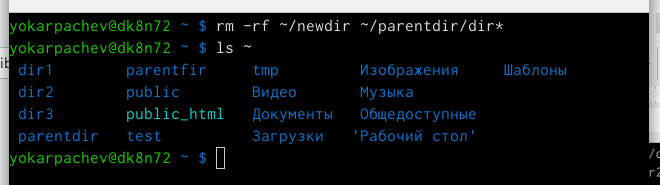 yokarpachev@dk8n72 ~ $ rm -rf ~/newdir ~/parentdir/dir*
yokarpachev@dk8n72 ~ $ ls ~
dir1 parentfir tmp Изображения Шаблоны
dir2 public Видео Музыка
dir3 public_html Документы Общедоступные
parentdir test Загрузки 'Рабочий стол'
yokarpachev@dk8n72 ~ $